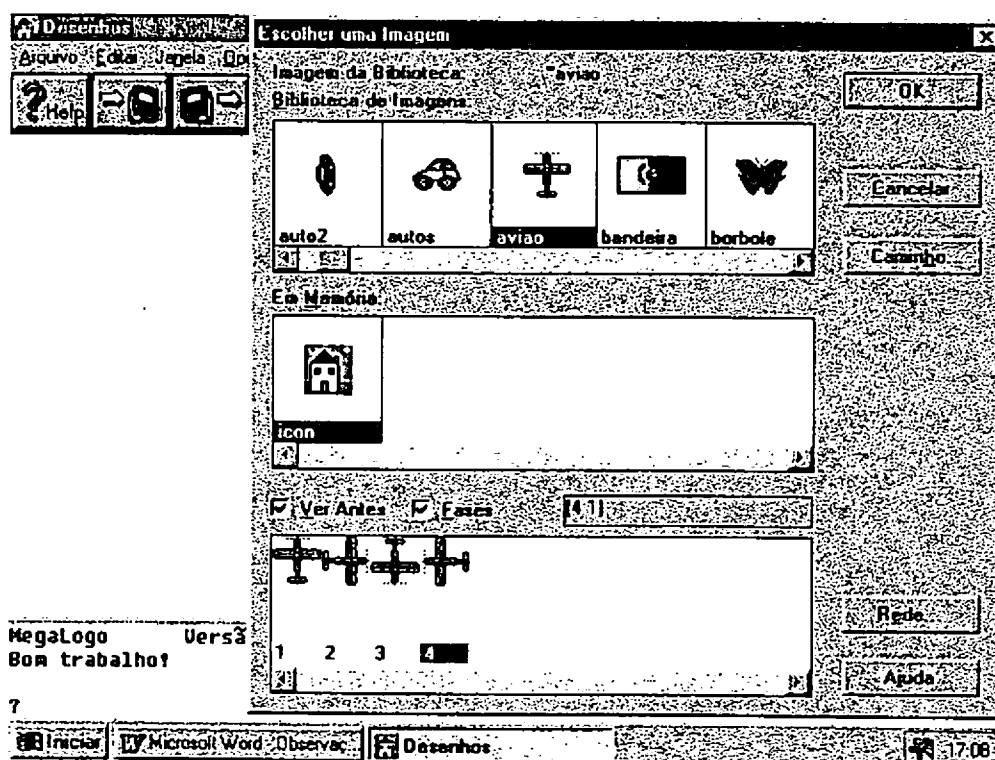 Desenhos
Arquivo Editar Janela Op
Help
Escolher uma Imagem
Imagem da Biblioteca: "aviao
Biblioteca de Imagens
auto2 autos aviao bandeira borbole
Em Memória
icon
Ver Antes Fases [4 1]
1 2 3 4
OK
Cancelar
Caminho
Rede
Ajuda
MegaLogo Versã
Bom trabalho!
?
Iniciar Microsoft Word - Observaç Desenhos 17:08